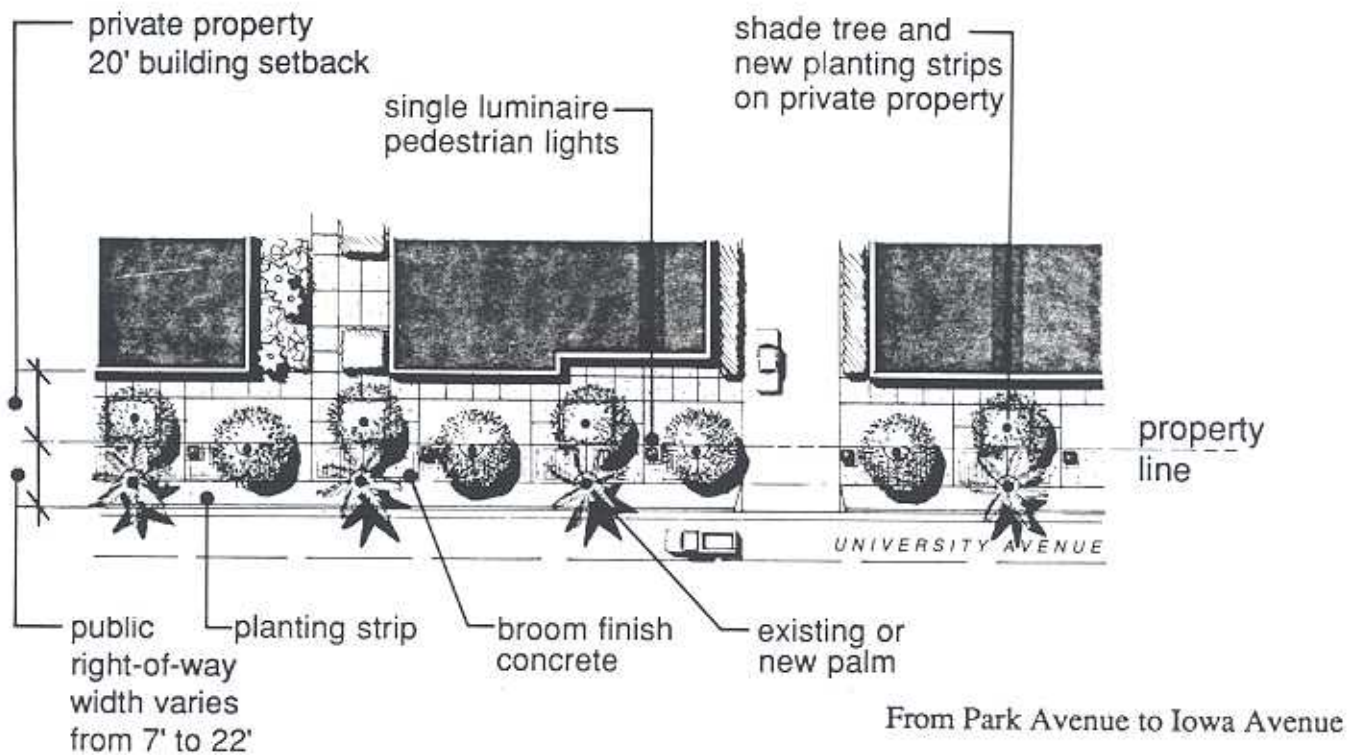 private property
20' building setback
shade tree and
new planting strips
on private property
single luminaire
pedestrian lights
property
line
UNIVERSITY AVENUE
public
right-of-way
width varies
from 7' to 22'
planting strip
broom finish
concrete
existing or
new palm
From Park Avenue to Iowa Avenue